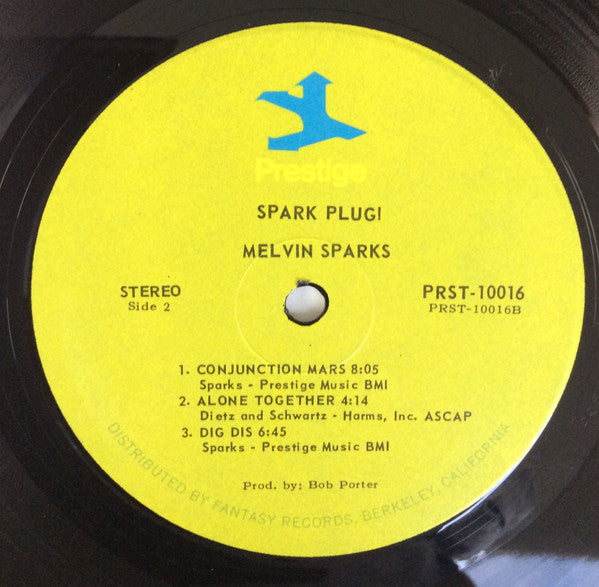 Prestige
SPARK PLUG!
MELVIN SPARKS
STEREO
Side 2
PRST-10016
PRST-10016B
1. CONJUNCTION MARS 8:05
Sparks - Prestige Music BMI
2. ALONE TOGETHER 4:14
Dietz and Schwartz - Harms, Inc. ASCAP
3. DIG DIS 6:45
Sparks - Prestige Music BMI
Prod. by: Bob Porter
DISTRIBUTED BY FANTASY RECORDS, BERKELEY, CALIFORNIA